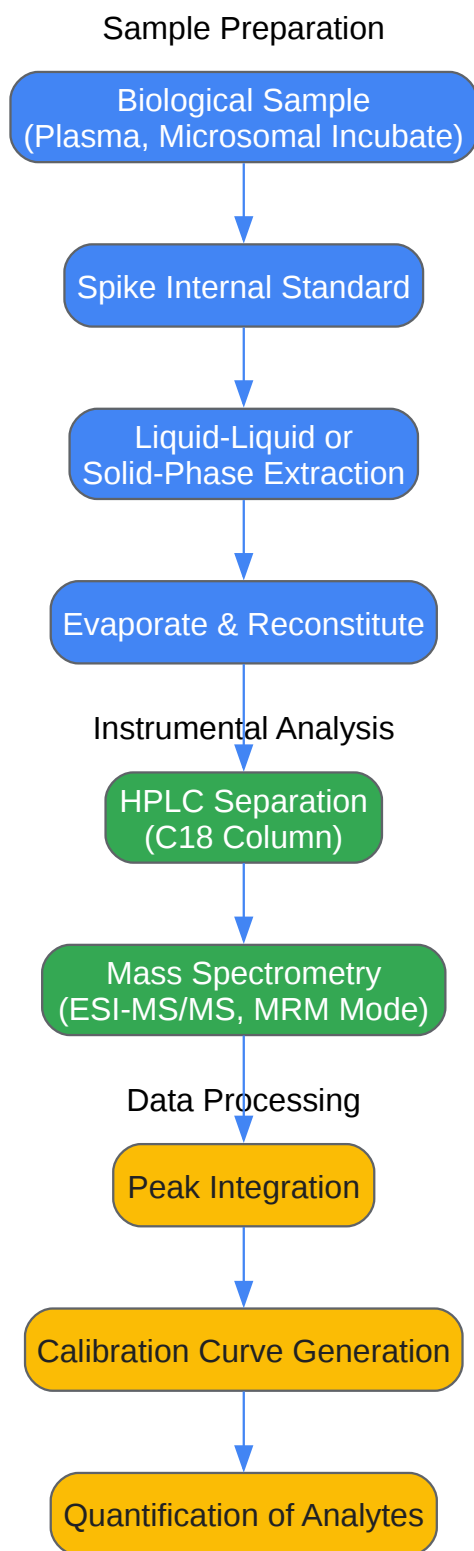 Sample Preparation
Biological Sample
(Plasma, Microsomal Incubate)
Spike Internal Standard
Liquid-Liquid or
Solid-Phase Extraction
Evaporate & Reconstitute
Instrumental Analysis
HPLC Separation
(C18 Column)
Mass Spectrometry
(ESI-MS/MS, MRM Mode)
Data Processing
Peak Integration
Calibration Curve Generation
Quantification of Analytes